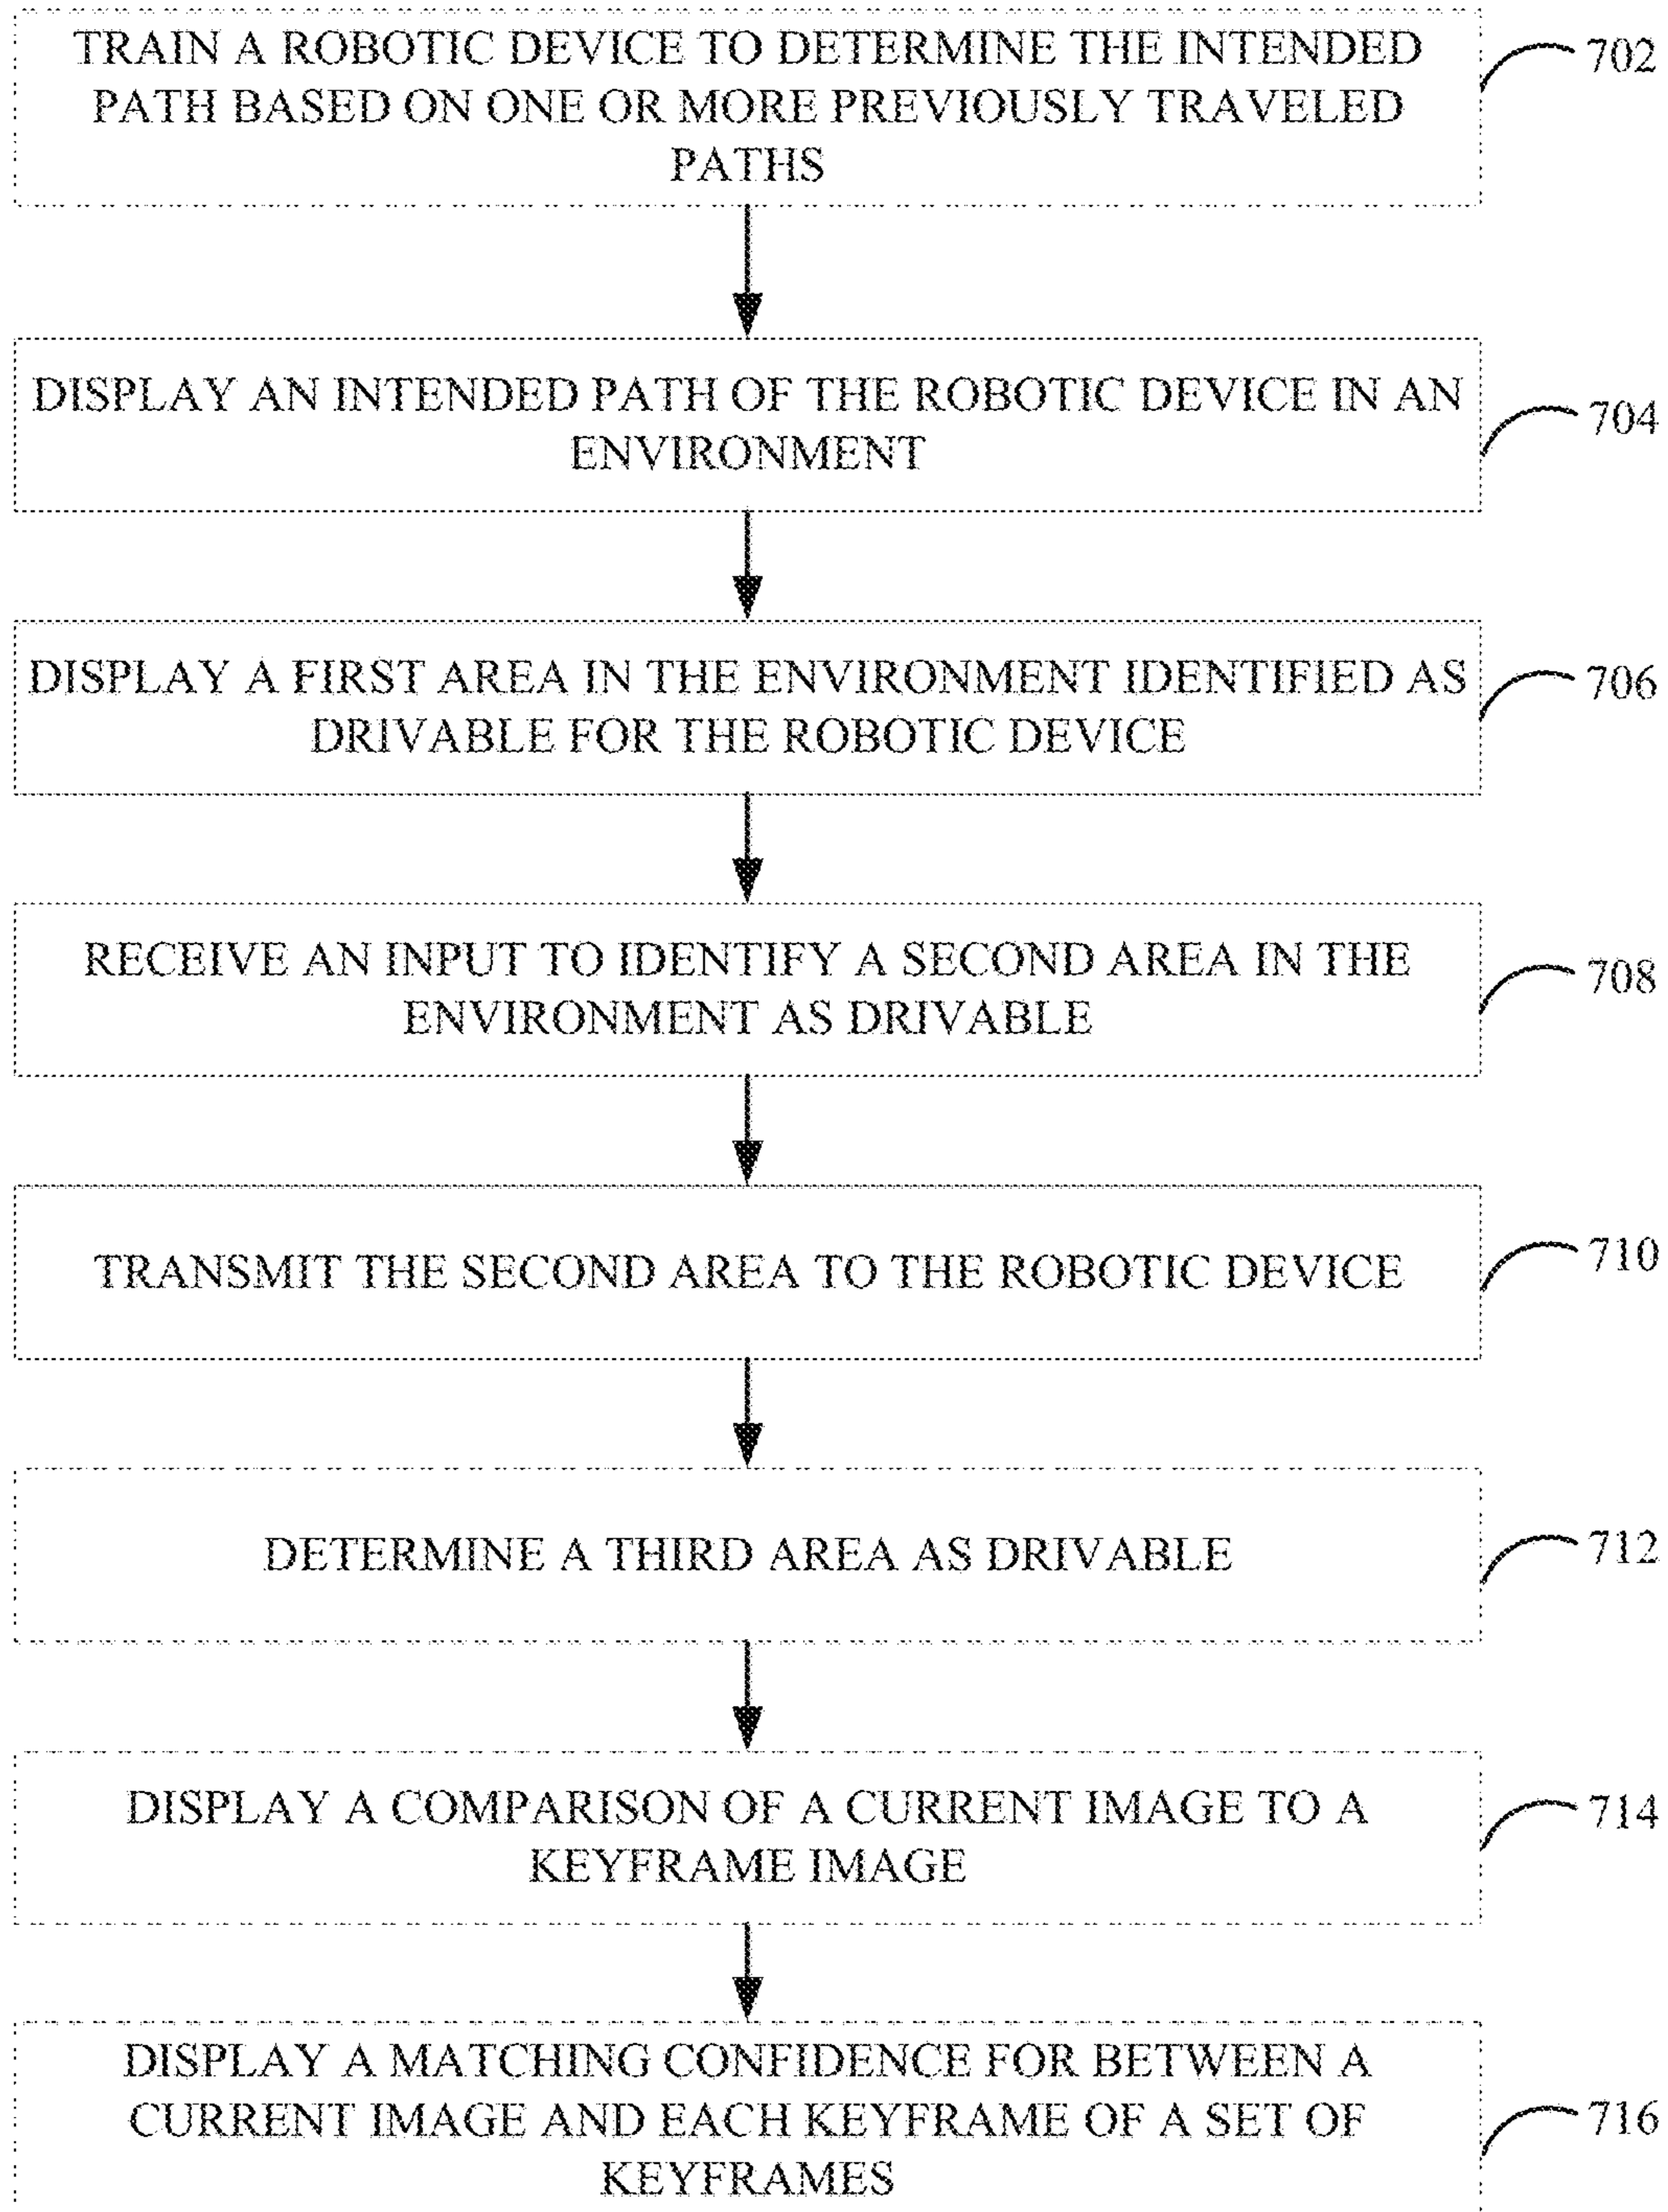 TRAIN A ROBOTIC DEVICE TO DETERMINE THE INTENDED
PATH BASED ON ONE OR MORE PREVIOUSLY TRAVELED
PATHS
702
DISPLAY AN INTENDED PATH OF THE ROBOTIC DEVICE IN AN
ENVIRONMENT
704
DISPLAY A FIRST AREA IN THE ENVIRONMENT IDENTIFIED AS
DRIVABLE FOR THE ROBOTIC DEVICE
706
RECEIVE AN INPUT TO IDENTIFY A SECOND AREA IN THE
ENVIRONMENT AS DRIVABLE
708
TRANSMIT THE SECOND AREA TO THE ROBOTIC DEVICE
710
DETERMINE A THIRD AREA AS DRIVABLE
712
DISPLAY A COMPARISON OF A CURRENT IMAGE TO A
KEYFRAME IMAGE
714
DISPLAY A MATCHING CONFIDENCE FOR BETWEEN A
CURRENT IMAGE AND EACH KEYFRAME OF A SET OF
KEYFRAMES
716